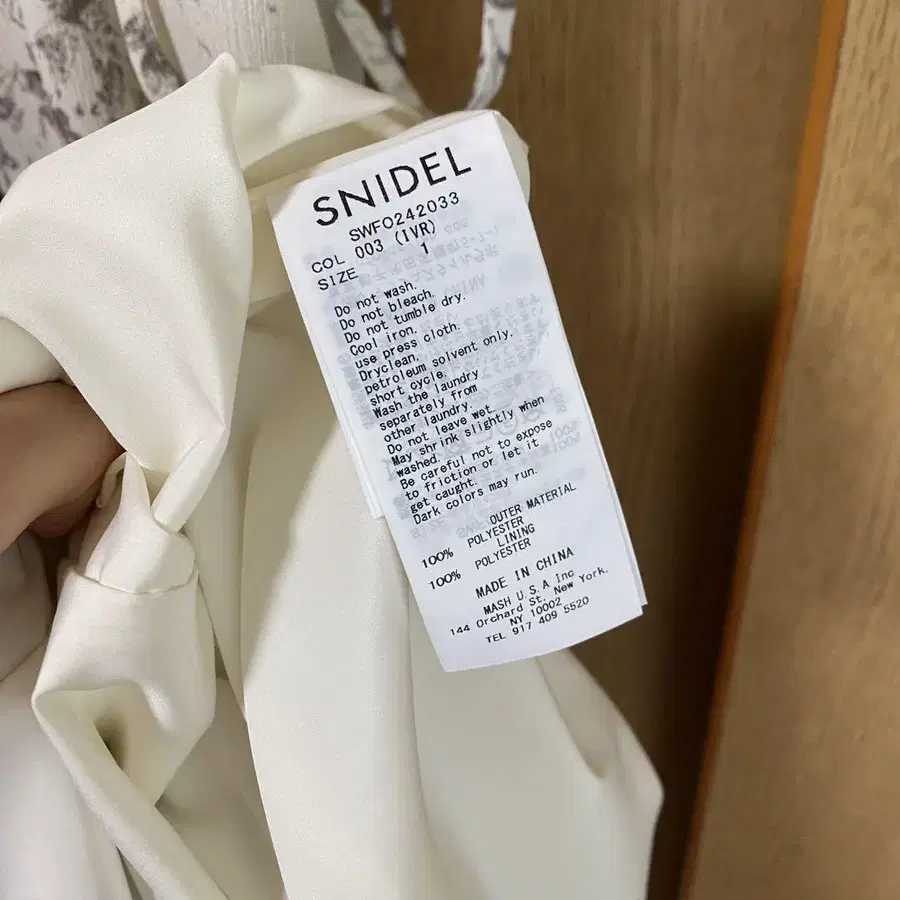 SNIDEL
SWFO242033
COL 003 (IVR)
SIZE 1
Do not wash.
Do not bleach.
Do not tumble dry.
Cool iron.
use press cloth.
Dryclean.
petroleum solvent only.
short cycle.
Wash the laundry
separately from
other laundry.
Do not leave wet.
May shrink slightly when
washed.
Be careful not to expose
to friction or let it
get caught.
Dark colors may run.
OUTER MATERIAL
100% POLYESTER
LINING
100% POLYESTER
MADE IN CHINA
MASH U.S.A Inc
144 Orchard St. New York.
NY 10002
TEL 917 409 5520